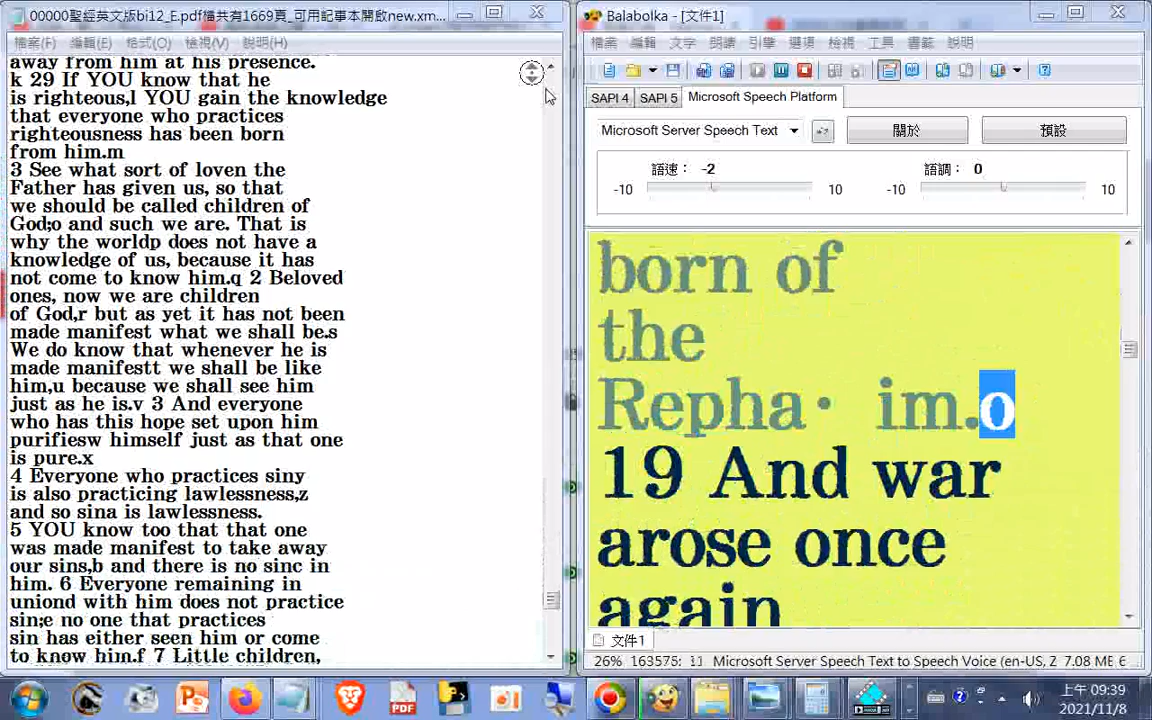 00000聖經英文版bi12_E.pdf檔共有1669頁_可用記事本開啟new.xm...
檔案(F) 編輯(E) 格式(O) 檢視(V) 說明(H)
away from him at his presence.
k 29 If YOU know that he
is righteous,l YOU gain the knowledge
that everyone who practices
righteousness has been born
from him.m
3 See what sort of loven the
Father has given us, so that
we should be called children of
God;o and such we are. That is
why the worldp does not have a
knowledge of us, because it has
not come to know him.q 2 Beloved
ones, now we are children
of God,r but as yet it has not been
made manifest what we shall be.s
We do know that whenever he is
made manifestt we shall be like
him,u because we shall see him
just as he is.v 3 And everyone
who has this hope set upon him
purifiesw himself just as that one
is pure.x
4 Everyone who practices siny
is also practicing lawlessness,z
and so sina is lawlessness.
5 YOU know too that that one
was made manifest to take away
our sins,b and there is no sinc in
him. 6 Everyone remaining in
uniond with him does not practice
sin;e no one that practices
sin has either seen him or come
to know him.f 7 Little children,
Balabolka - [文件1]
檔案 編輯 文字 朗讀 引擎 選項 檢視 工具 書籤 說明
SAPI 4 SAPI 5 Microsoft Speech Platform
Microsoft Server Speech Text 關於 預設
語速： -2 語調： 0
-10 10 -10 10
born of
the
Repha· im.o
19 And war
arose once
again
文件1
26% 163575: 11 Microsoft Server Speech Text to Speech Voice (en-US, Z 7.08 MB 6
PDF
上午 09:39
2021/11/8